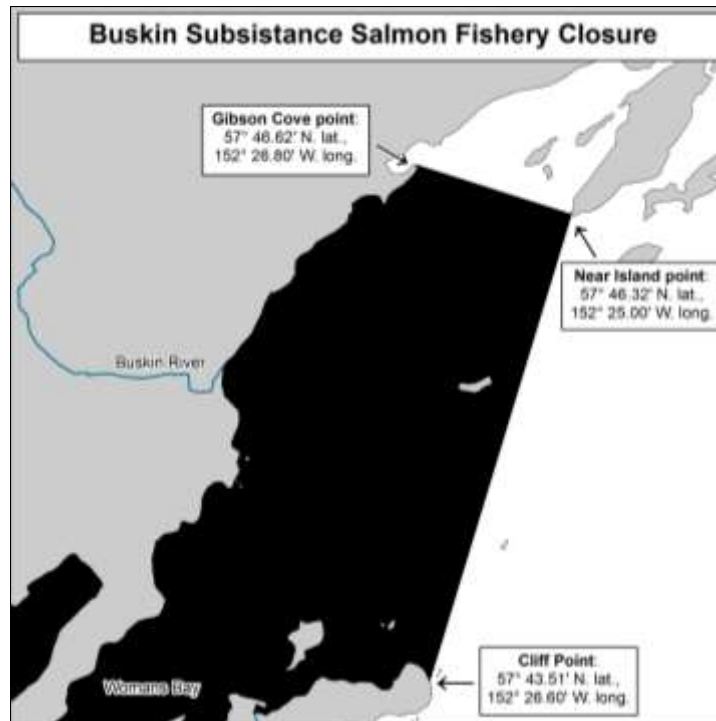 Buskin Subsistance Salmon Fishery Closure
Gibson Cove point:
57° 46.62' N. lat.,
152° 26.80' W. long.
Near Island point:
57° 46.32' N. lat.,
152° 25.00' W. long.
Buskin River
Cliff Point:
57° 43.51' N. lat.,
152° 26.60' W. long.
Womans Bay